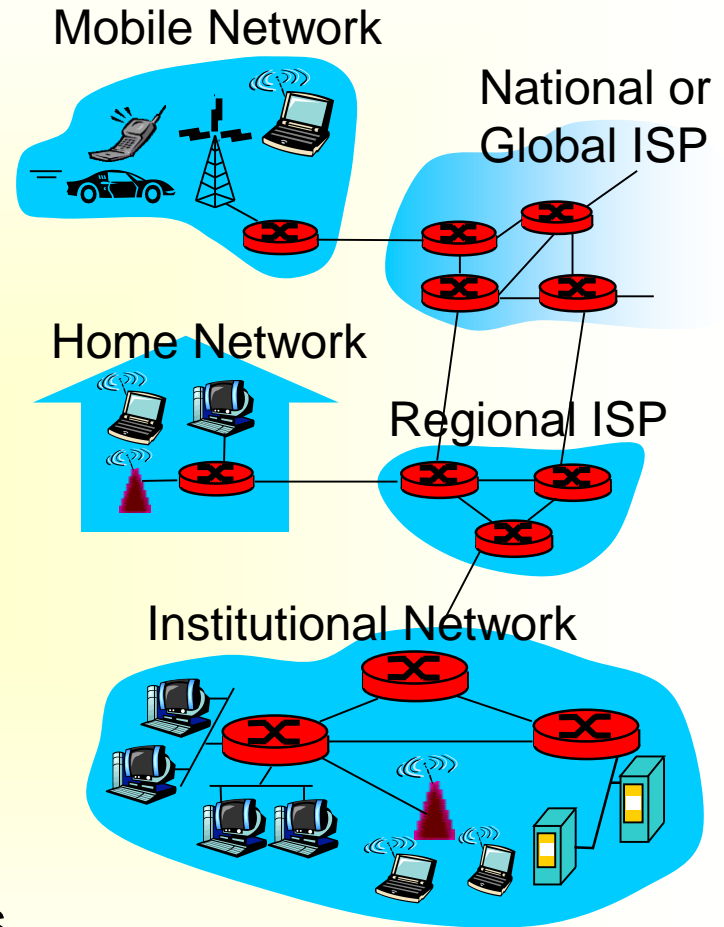 Mobile Network
National or
Global ISP
Home Network
Regional ISP
Institutional Network
s